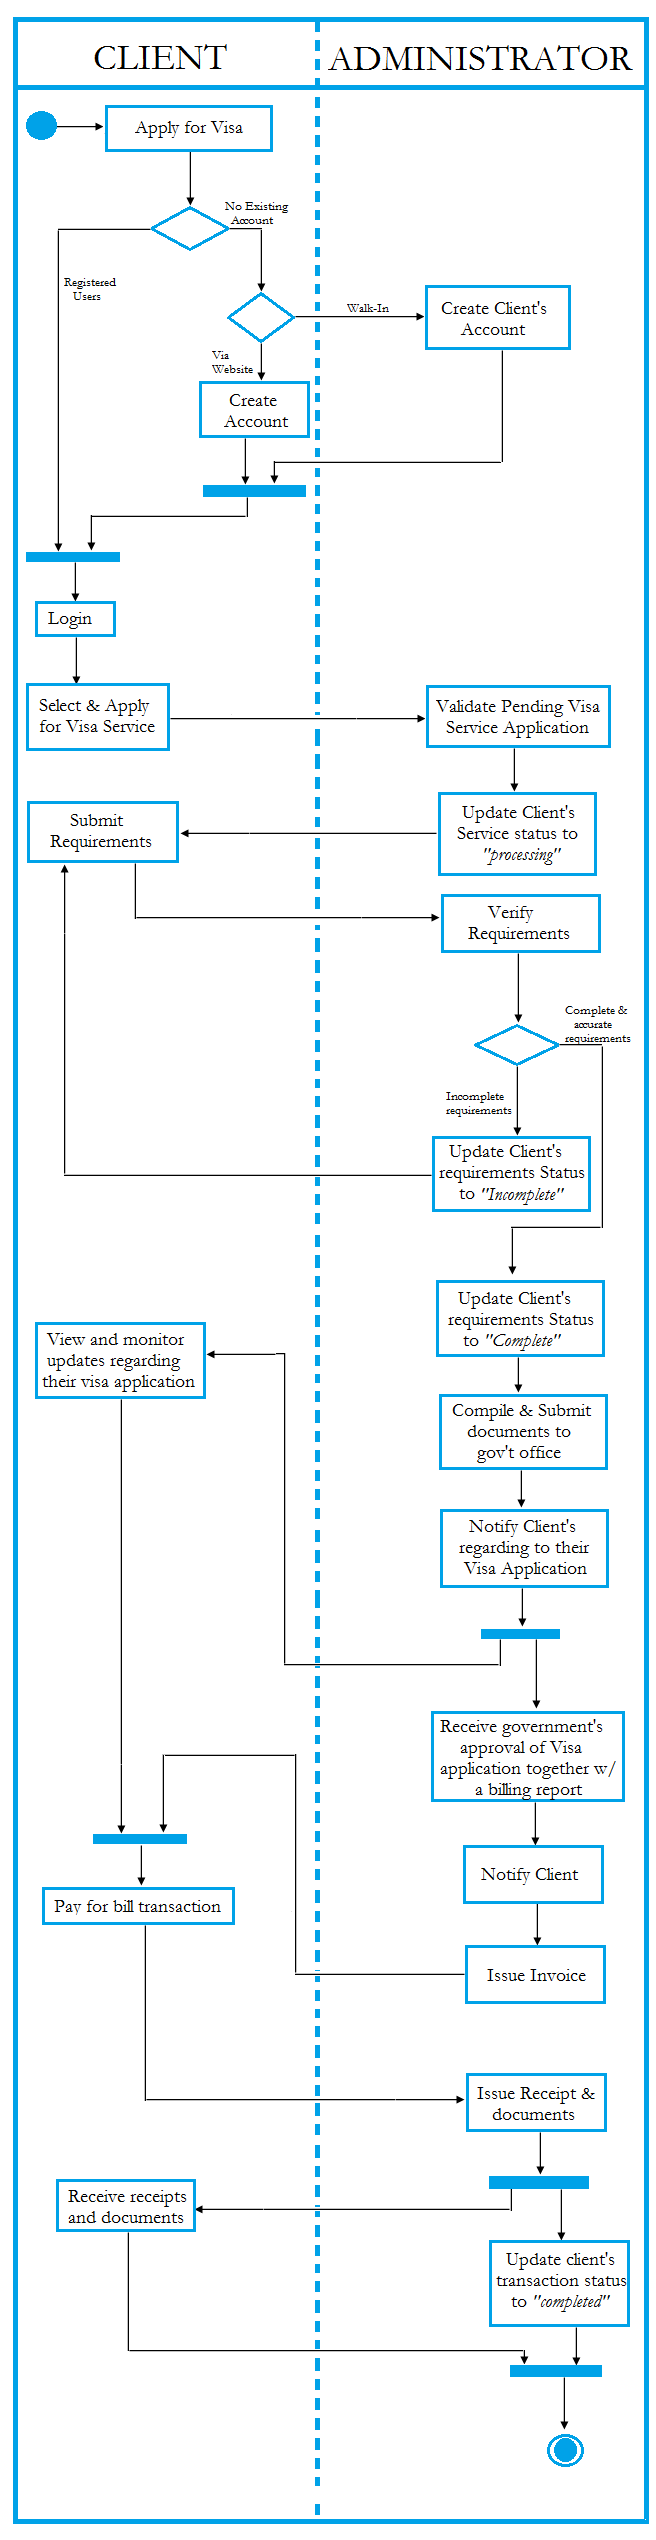 CLIENT
ADMINISTRATOR
Apply for Visa
No Existing
Account
Registered
Users
Walk-In
Create Client's
Account
Via
Website
Create
Account
Login
Select & Apply
for Visa Service
Validate Pending Visa
Service Application
Submit
Requirements
Update Client's
Service status to
"processing"
Verify
Requirements
Complete &
accurate
requirements
Incomplete
requirements
Update Client's
requirements Status
to "Incomplete"
Update Client's
requirements Status
to "Complete"
View and monitor
updates regarding
their visa application
Compile & Submit
documents to
gov't office
Notify Client's
regarding to their
Visa Application
Receive government's
approval of Visa
application together w/
a billing report
Notify Client
Pay for bill transaction
Issue Invoice
Issue Receipt &
documents
Receive receipts
and documents
Update client's
transaction status
to "completed"